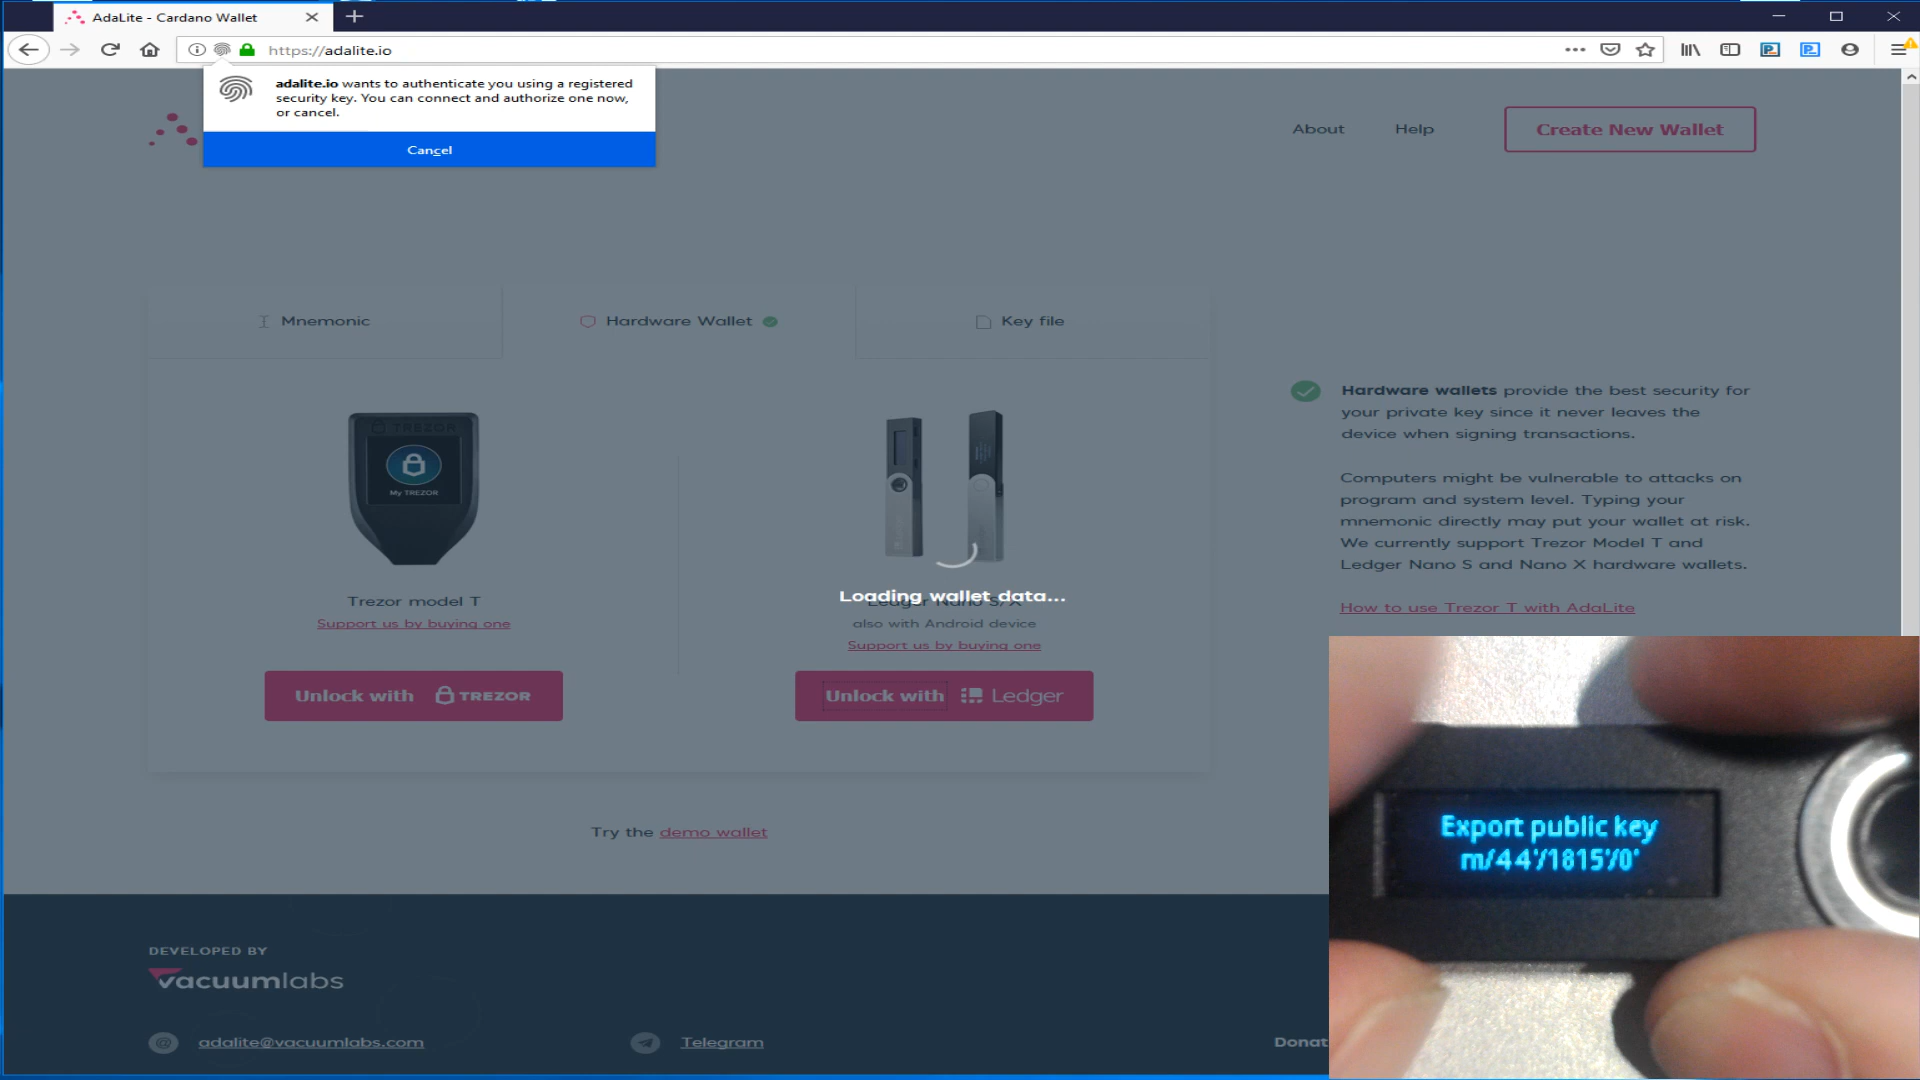 AdaLite - Cardano Wallet
https://adalite.io
adalite.io wants to authenticate you using a registered
security key. You can connect and authorize one now,
or cancel.
Cancel
About
Help
Create New Wallet
Mnemonic
Hardware Wallet
Key file
TREZOR
My TREZOR
Hardware wallets provide the best security for
your private key since it never leaves the
device when signing transactions.
Computers might be vulnerable to attacks on
program and system level. Typing your
mnemonic directly may put your wallet at risk.
We currently support Trezor Model T and
Ledger Nano S and Nano X hardware wallets.
How to use Trezor T with AdaLite
Loading wallet data...
Trezor model T
Support us by buying one
Ledger Nano S/X
also with Android device
Support us by buying one
Unlock with TREZOR
Unlock with Ledger
Try the demo wallet
Export public key
m/44'/1815'/0'
DEVELOPED BY
vacuumlabs
adalite@vacuumlabs.com
Telegram
Donat